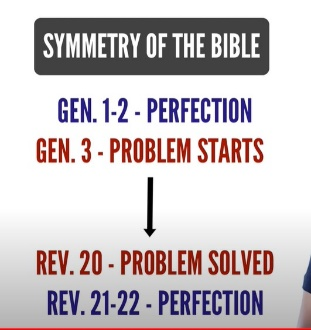 SYMMETRY OF THE BIBLE
GEN. 1-2 - PERFECTION
GEN. 3 - PROBLEM STARTS
REV. 20 - PROBLEM SOLVED
REV. 21-22 - PERFECTION